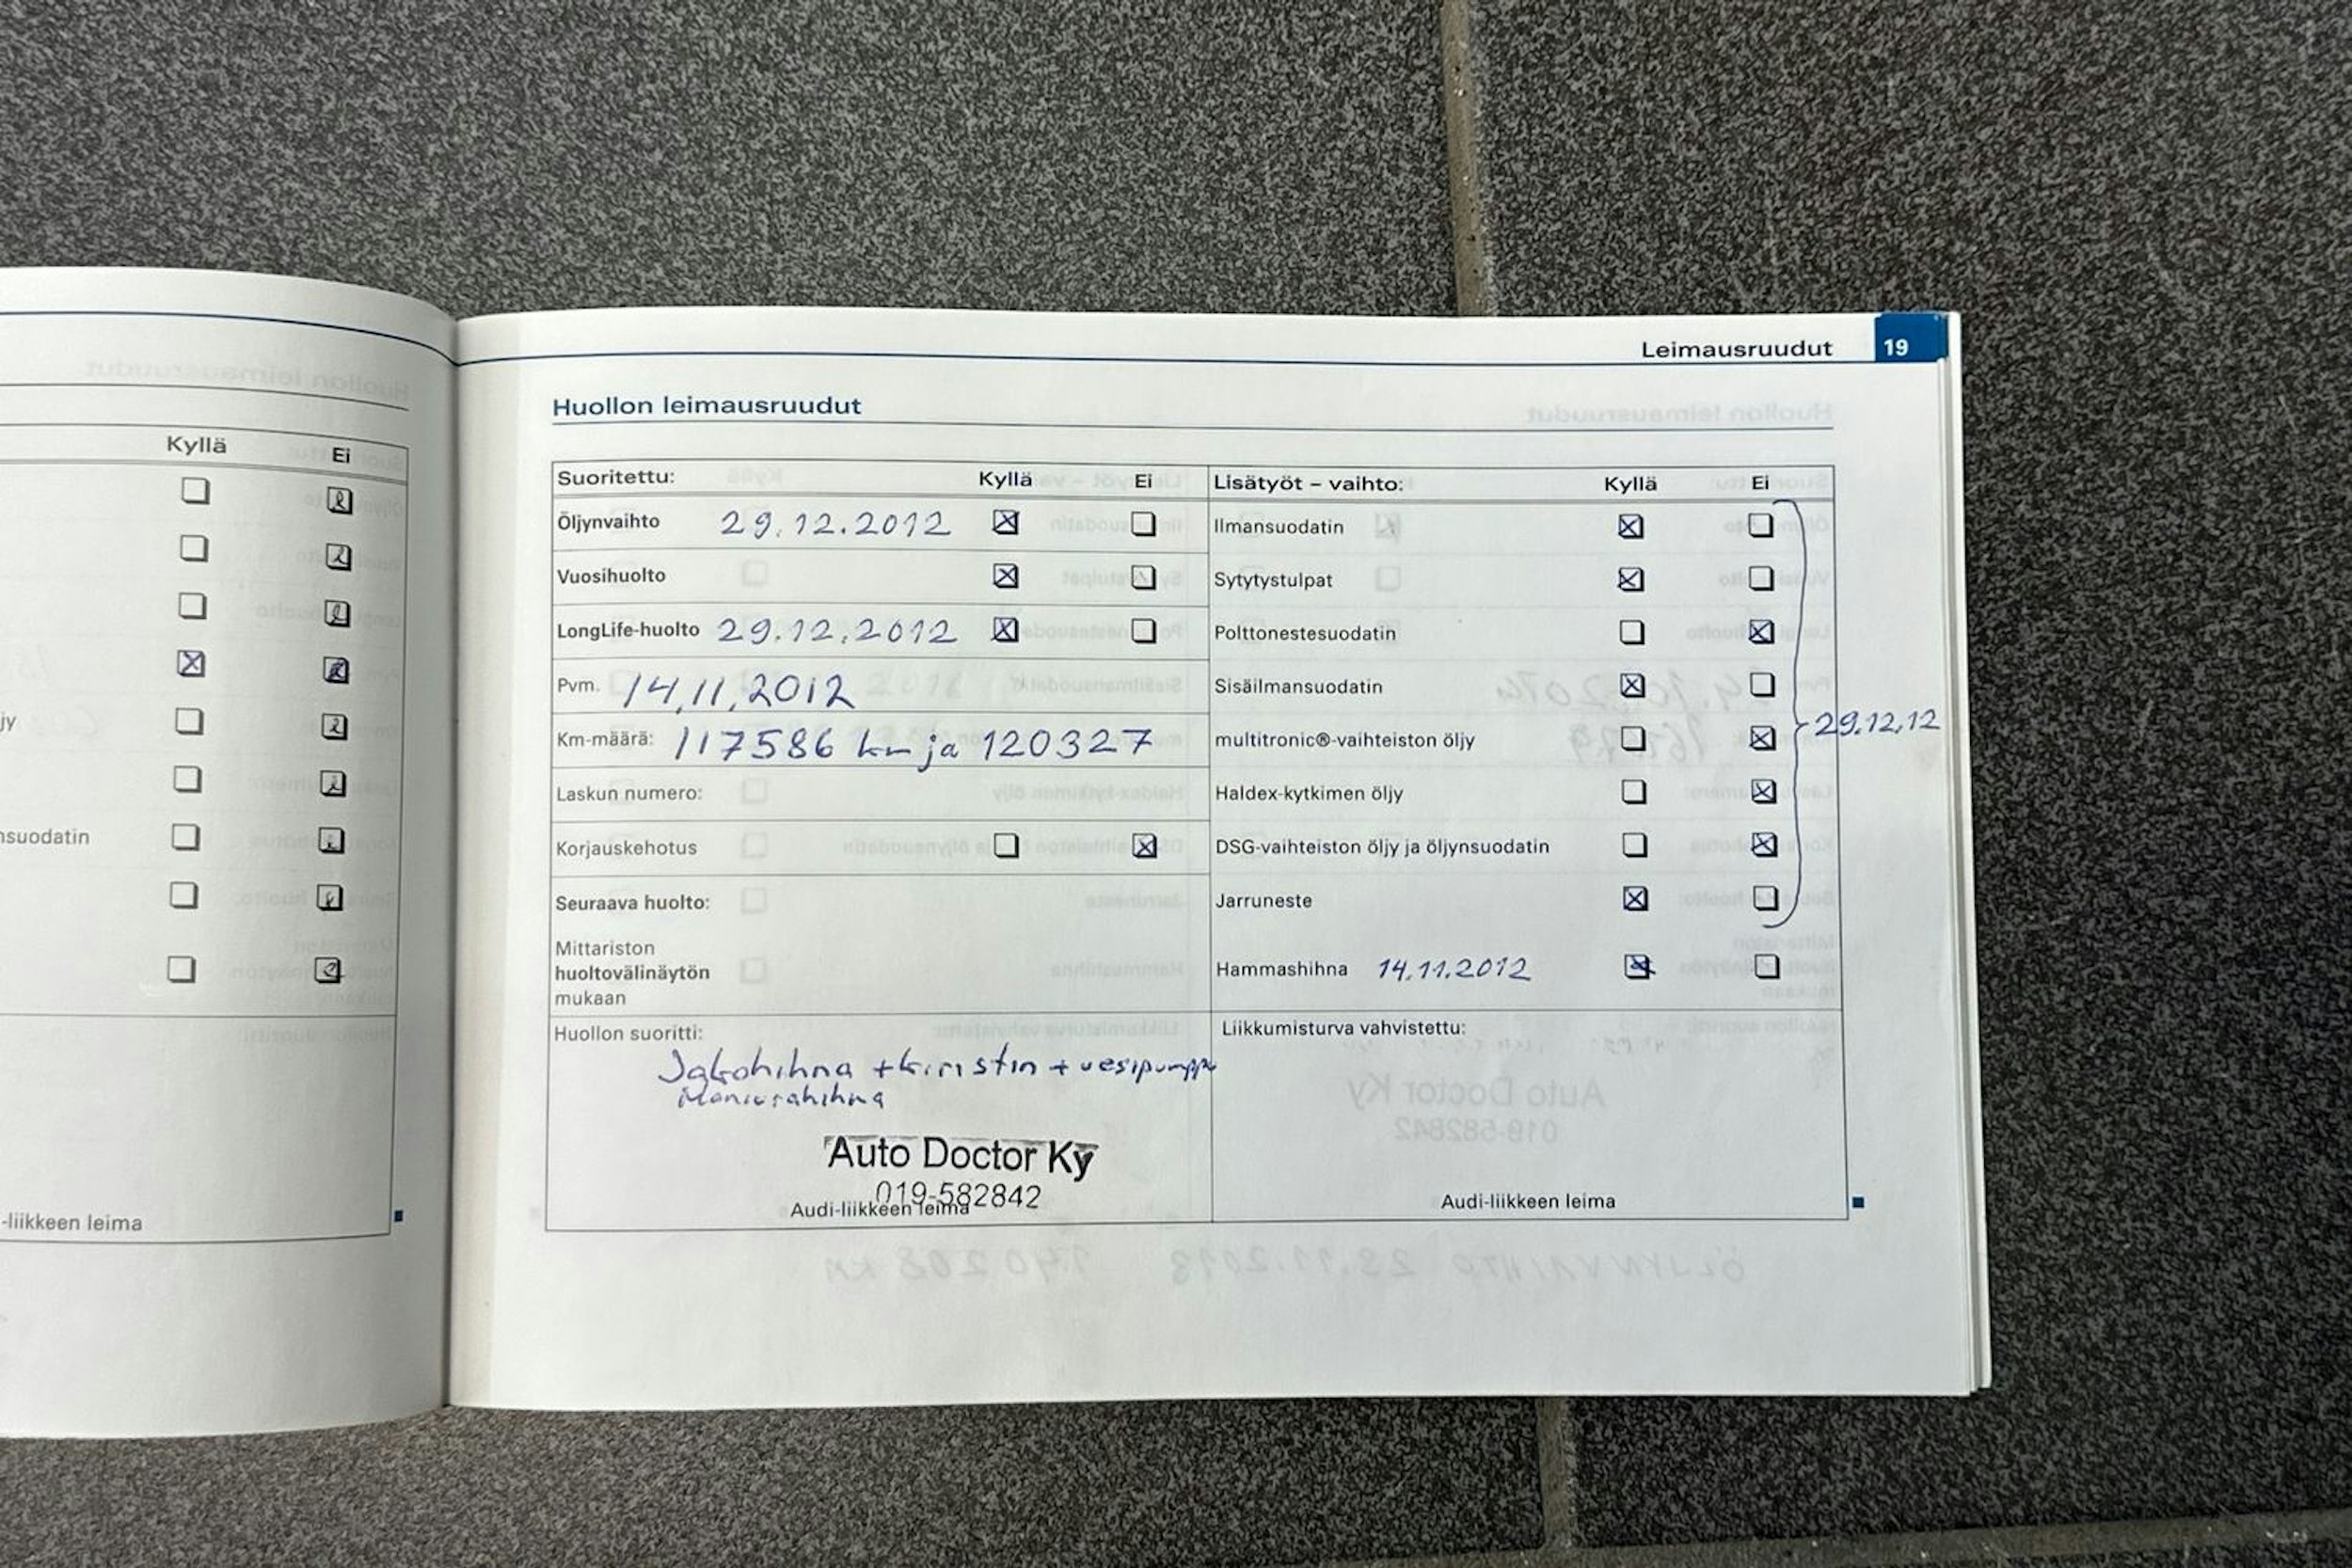 Kyllä Ei
jy
nsuodatin
-liikkeen leima
Leimausruudut 19
Huollon leimausruudut
Suoritettu: Kyllä Ei
Öljynvaihto 29.12.2012
Vuosihuolto
LongLife-huolto 29.12.2012
Pvm. 14.11.2012
Km-määrä: 117586 km ja 120327
Laskun numero:
Korjauskehotus
Seuraava huolto:
Mittariston
huoltovälinäytön
mukaan
Huollon suoritti:
Jakohihna + kiristin + vesipumppu
Auto Doctor Ky
019-582842
Audi-liikkeen leima
Lisätyöt – vaihto: Kyllä Ei
Ilmansuodatin
Sytytystulpat
Polttonestesuodatin
Sisäilmansuodatin
multitronic®-vaihteiston öljy
29.12.12
Haldex-kytkimen öljy
DSG-vaihteiston öljy ja öljynsuodatin
Jarruneste
Hammashihna 14.11.2012
Liikkumisturva vahvistettu:
Audi-liikkeen leima